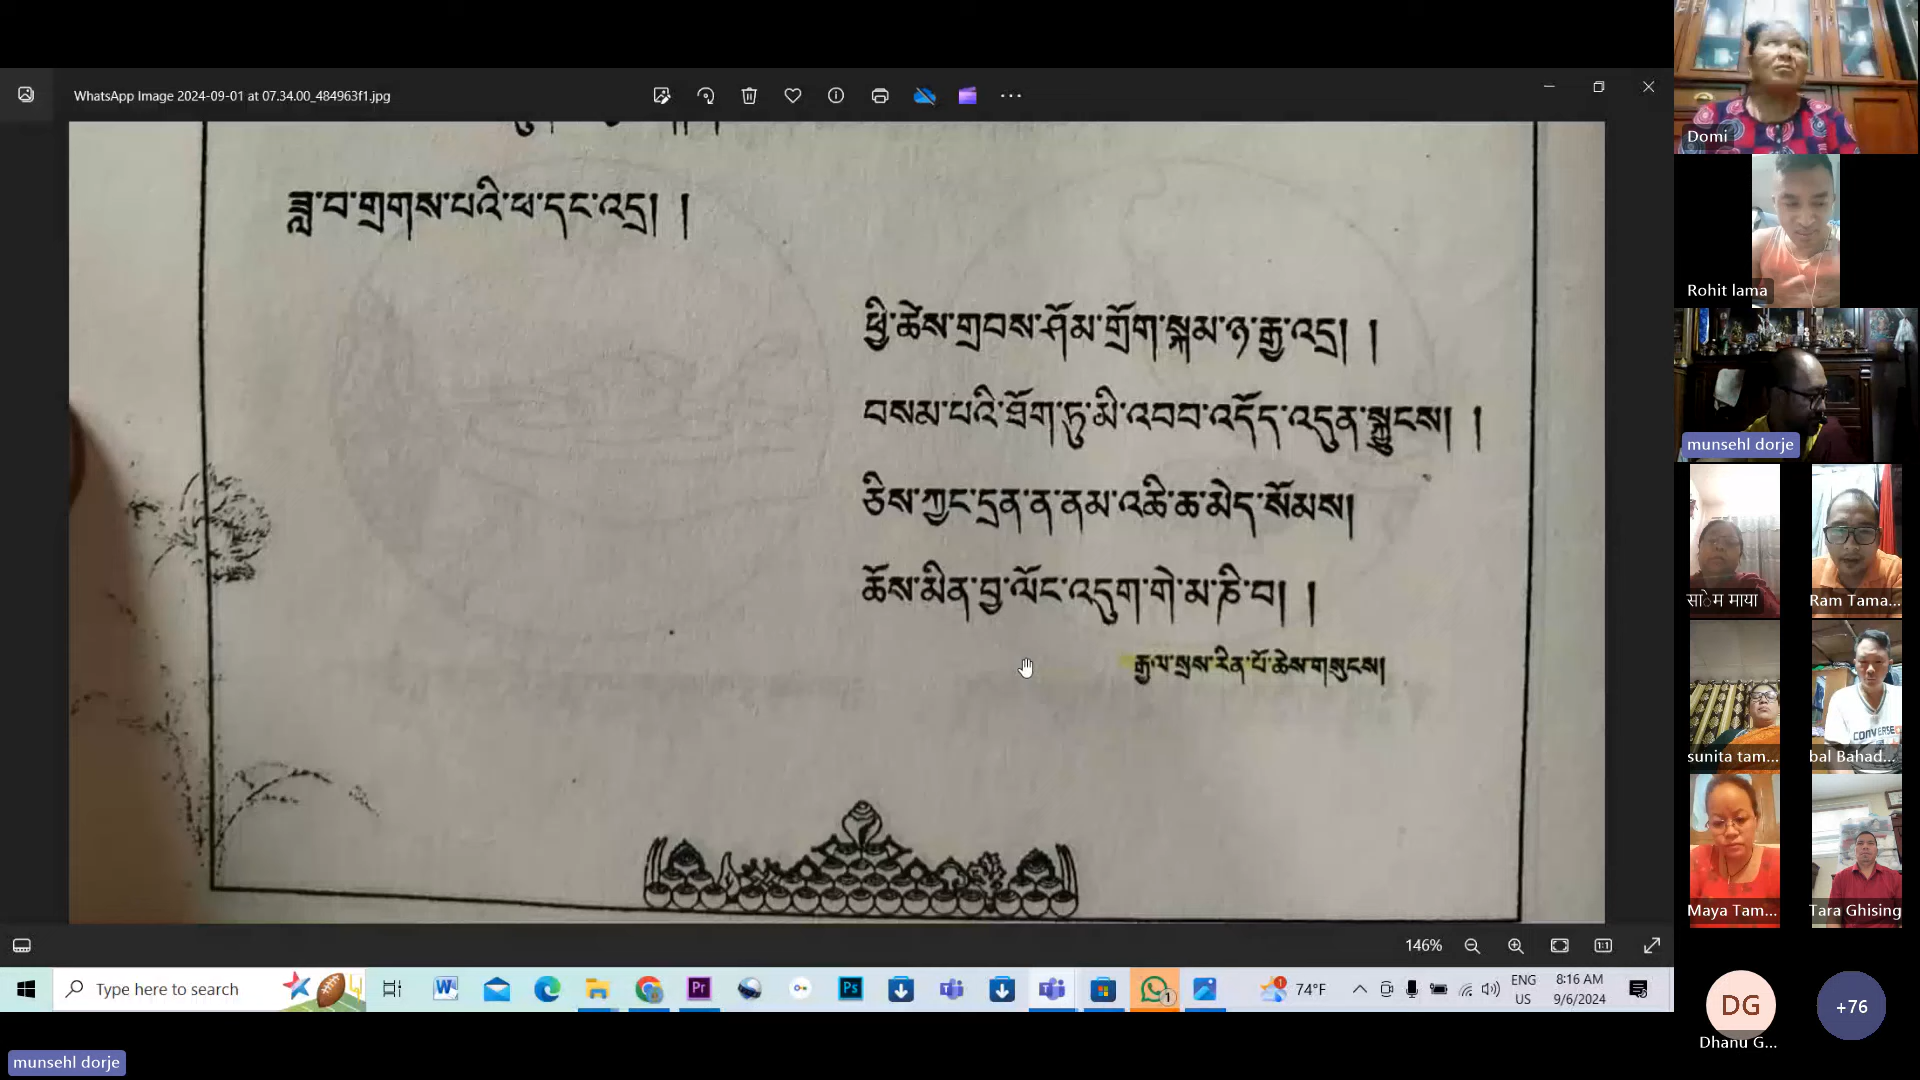 WhatsApp Image 2024-09-01 at 07.34.00_484963f1.jpg
ཟླ་བ་གྲགས་པའི་ཕ་དང་འདྲ། །
ཕྱི་ཚེས་གྲབས་ཤོམ་གྲོག་སྐམ་ཉ་རྒྱ་འདྲ། །
བསམ་པའི་ཐོག་ཏུ་མི་འབབ་འདོད་འདུན་སྐྱུངས། །
ཅིས་ཀྱང་དྲན་ན་ནམ་འཆི་ཆ་མེད་སོམས།
ཆོས་མིན་བྱ་ལོང་འདུག་གེ་མ་ཎི་བ། །
རྒྱ་ལ་སྲས་རིན་པོ་ཆེས་གསུངས།
146%
Type here to search
74°F
ENG
US
8:16 AM
9/6/2024
Domi
Rohit lama
munsehl dorje
साेम माया
Ram Tama...
sunita tam...
bal Bahad...
CONVERSE
Maya Tam...
Tara Ghising
DG
+76
Dhanu G...
munsehl dorje